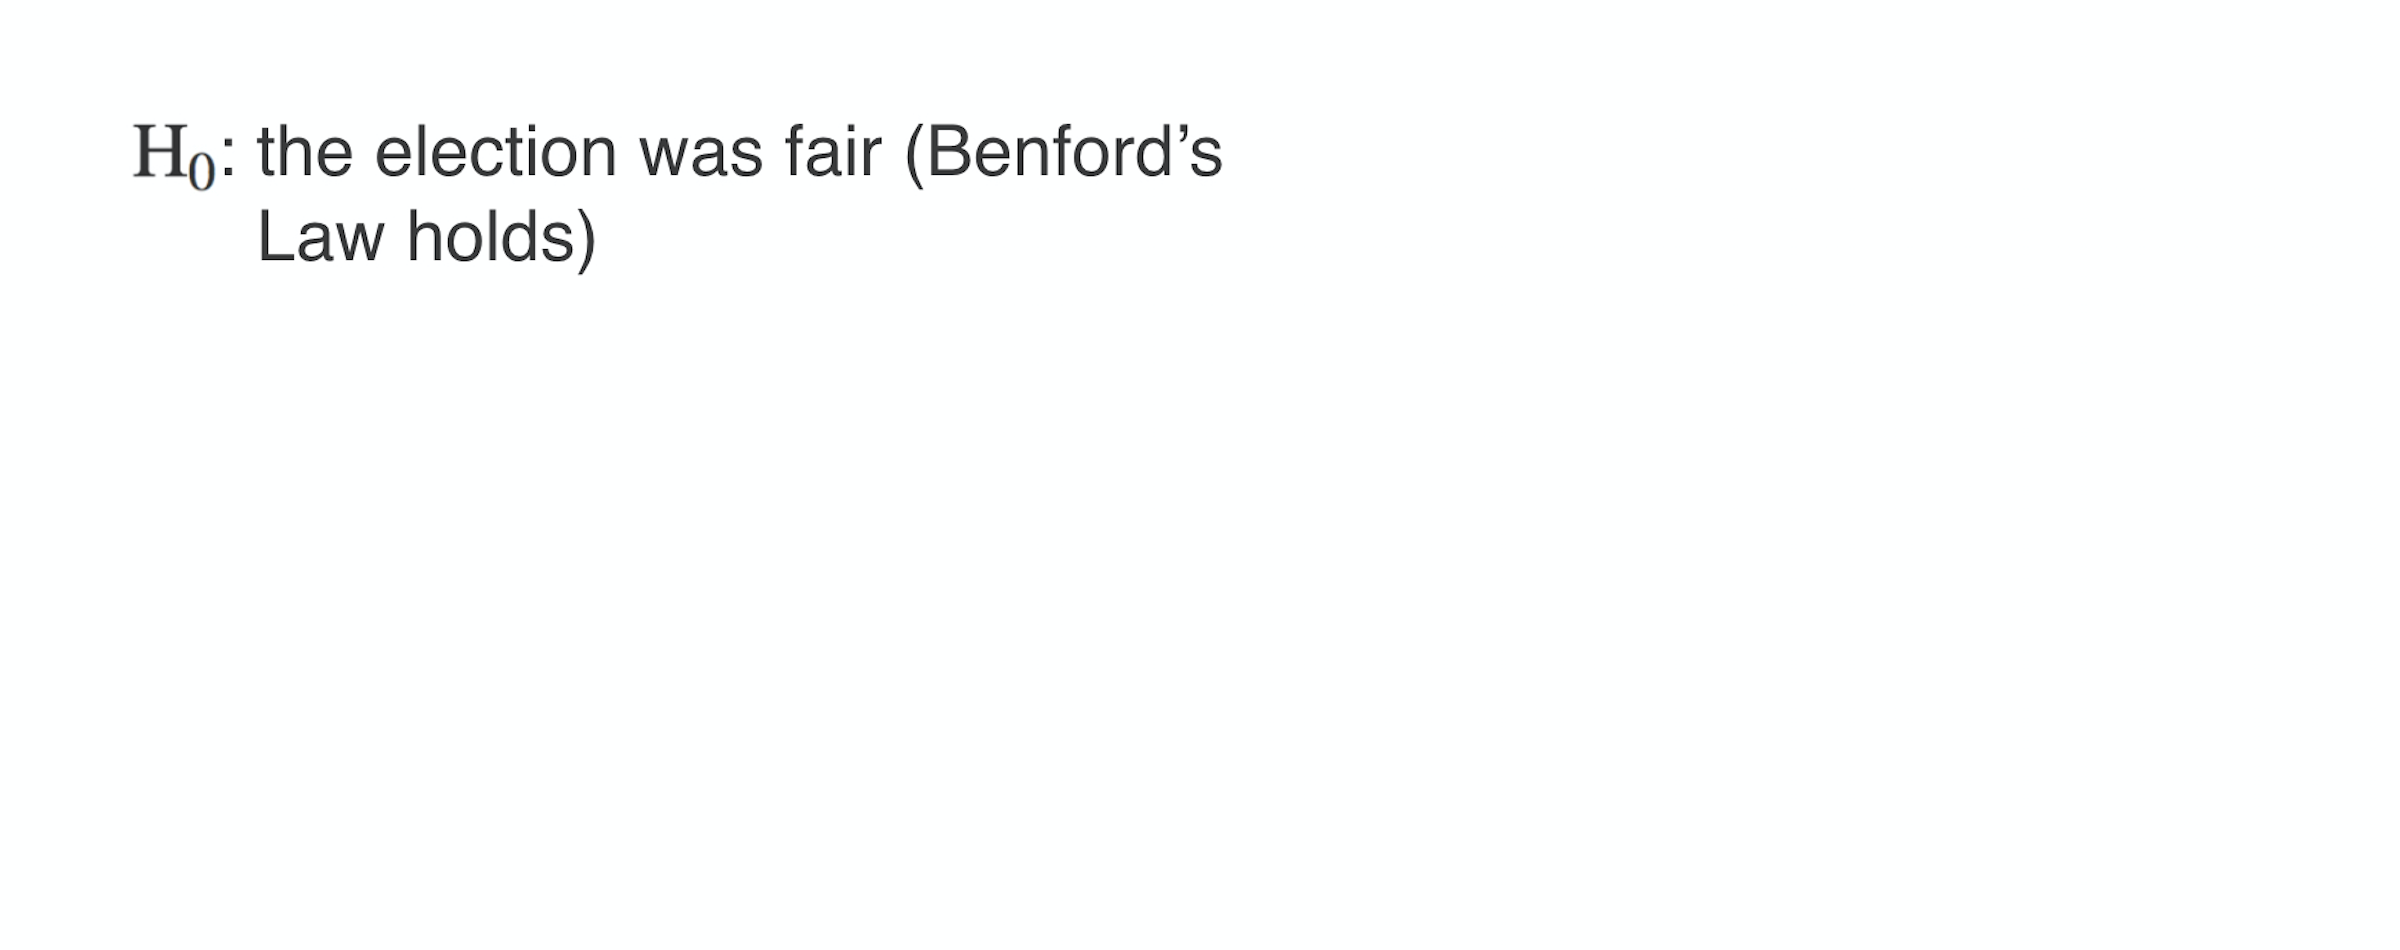 H₀: the election was fair (Benford’s
Law holds)